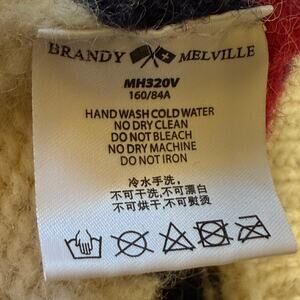 BRANDY MELVILLE
MH320V
160/84A
HAND WASH COLD WATER
NO DRY CLEAN
DO NOT BLEACH
NO DRY MACHINE
DO NOT IRON
冷水手洗,
不可干洗,不可漂白
不可烘干,不可熨烫